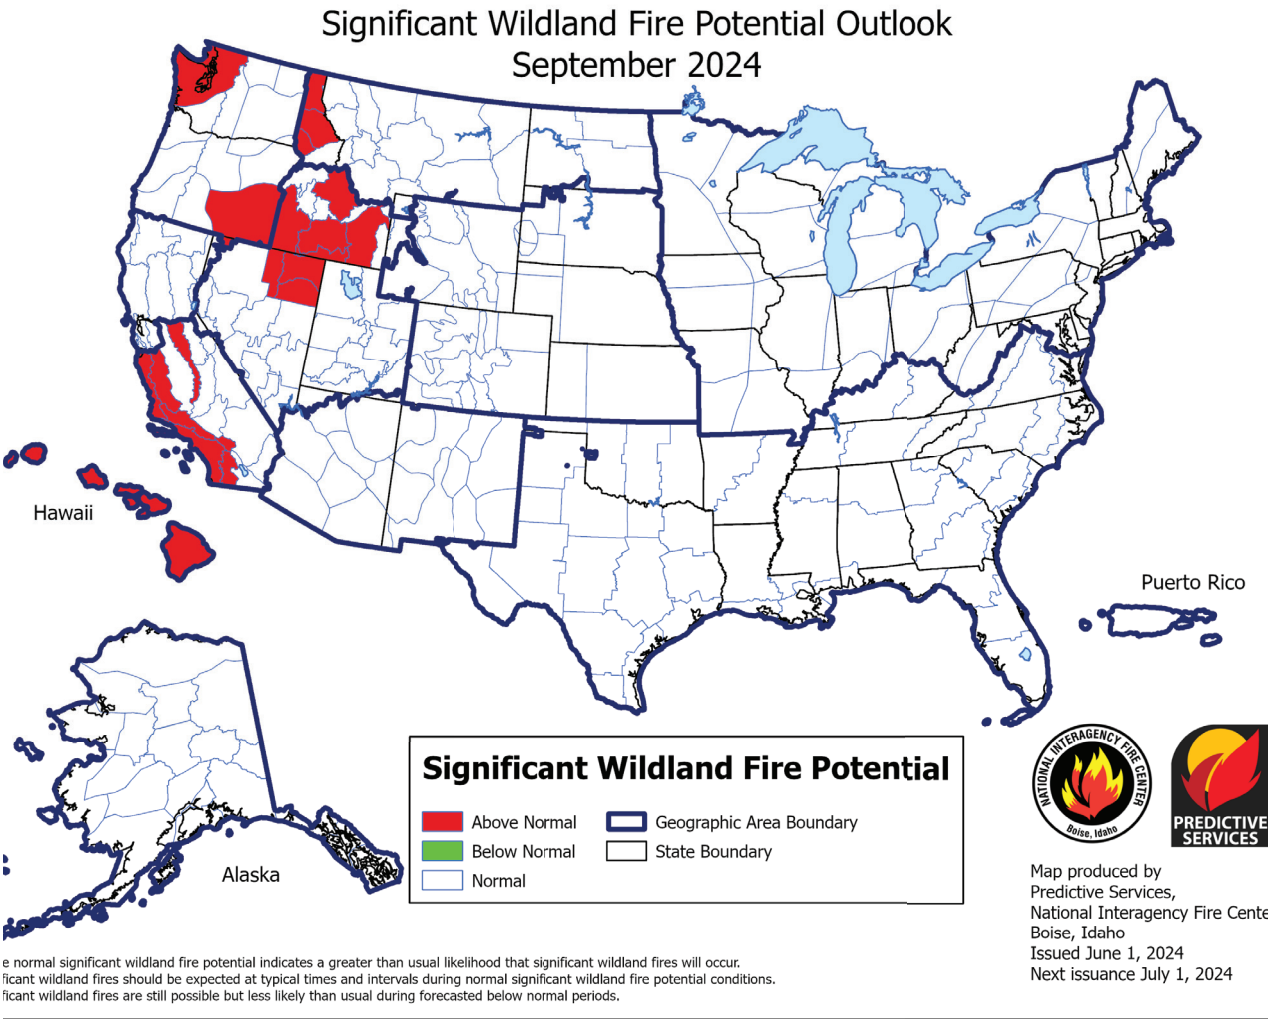 Significant Wildland Fire Potential Outlook
September 2024
Hawaii
Puerto Rico
Alaska
Significant Wildland Fire Potential
Above Normal
Geographic Area Boundary
Below Normal
State Boundary
Normal
NATIONAL INTERAGENCY FIRE CENTER
Boise, Idaho
PREDICTIVE
SERVICES
Map produced by
Predictive Services,
National Interagency Fire Cente
Boise, Idaho
Issued June 1, 2024
Next issuance July 1, 2024
e normal significant wildland fire potential indicates a greater than usual likelihood that significant wildland fires will occur.
ficant wildland fires should be expected at typical times and intervals during normal significant wildland fire potential conditions.
ficant wildland fires are still possible but less likely than usual during forecasted below normal periods.